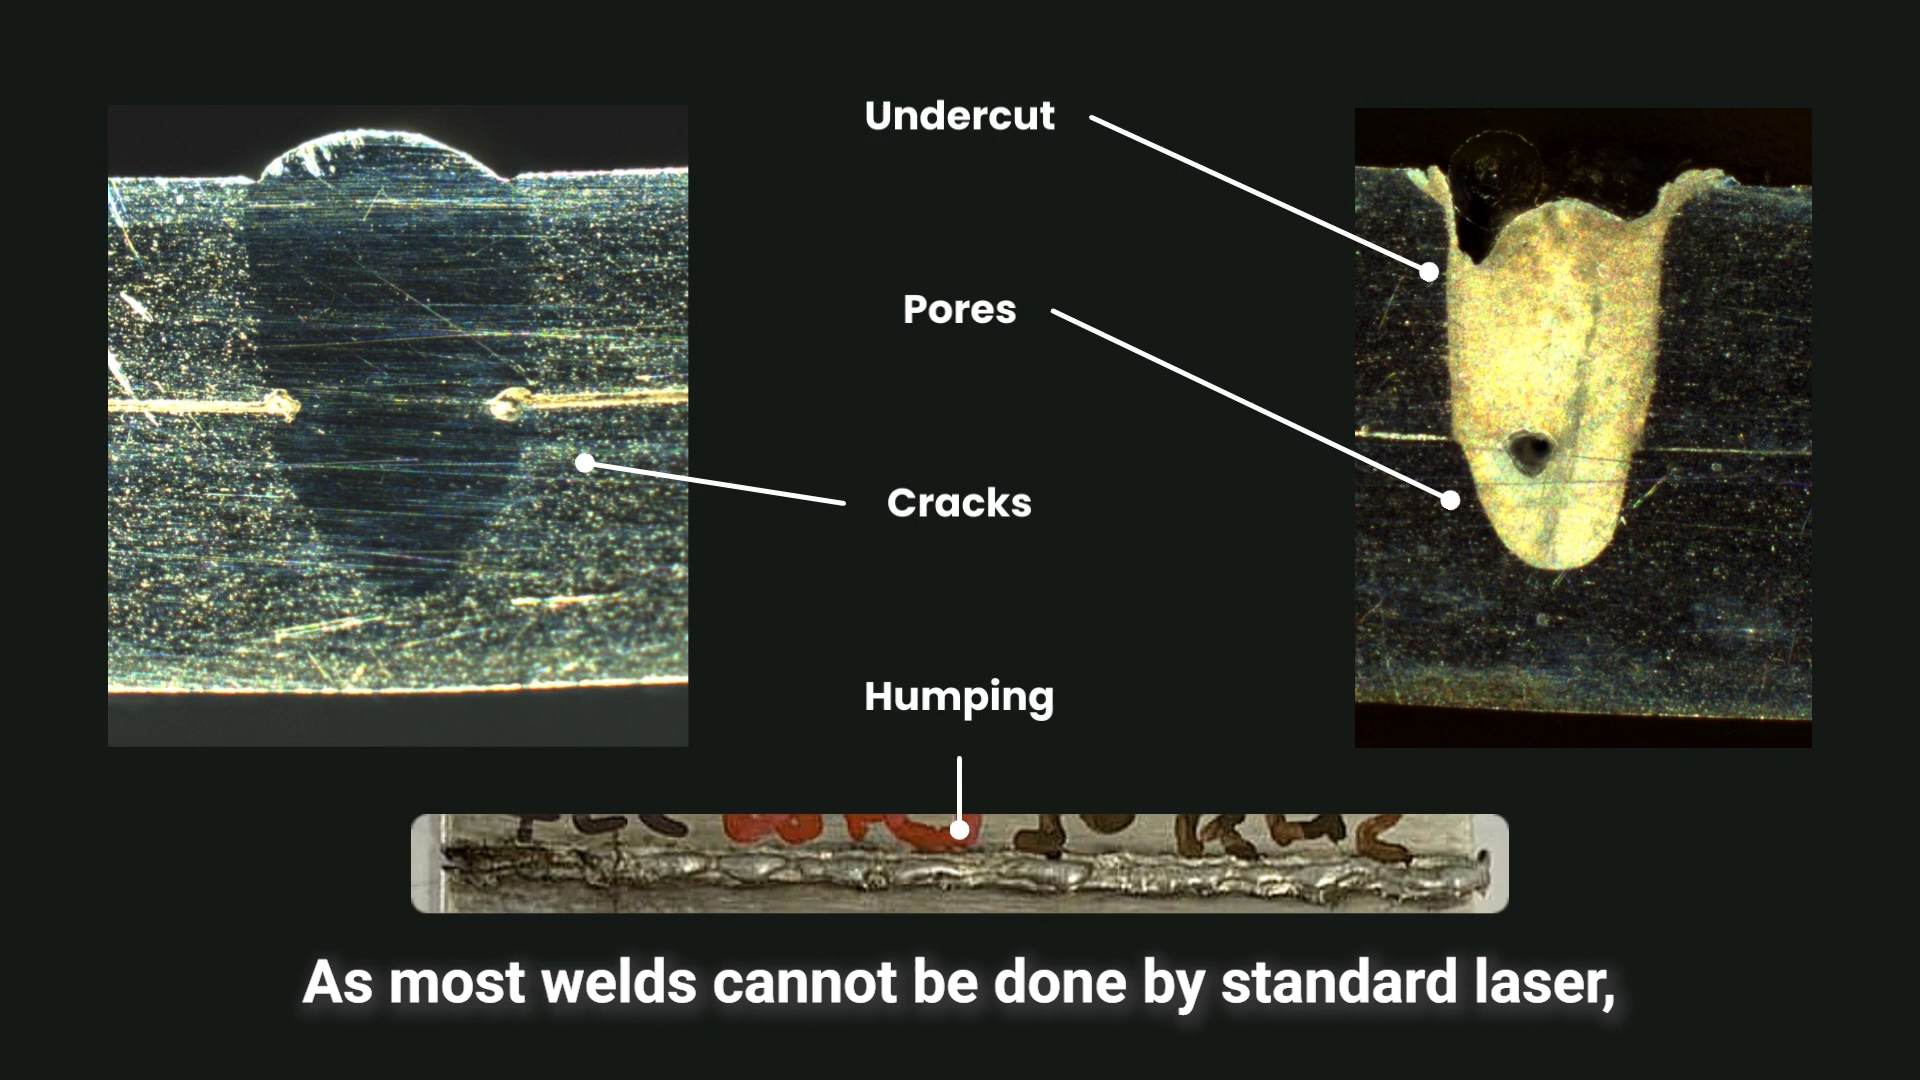 Undercut
Pores
Cracks
Humping
As most welds cannot be done by standard laser,